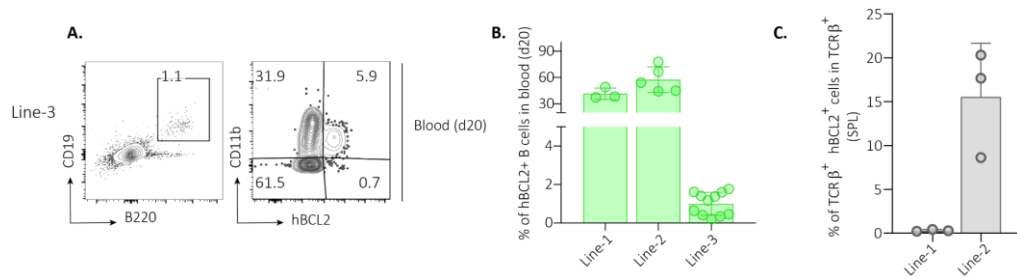 A.
Line-3
1.1
CD19
B220
31.9
5.9
61.5
0.7
CD11b
hBCL2
Blood (d20)
B.
% of hBCL2+ B cells in blood (d20)
90
60
30
6
4
2
0
Line-1
Line-2
Line-3
C.
% of TCRβ⁺ hBCL2⁺ cells in TCRβ⁺
(SPL)
25
20
15
10
5
0
Line-1
Line-2